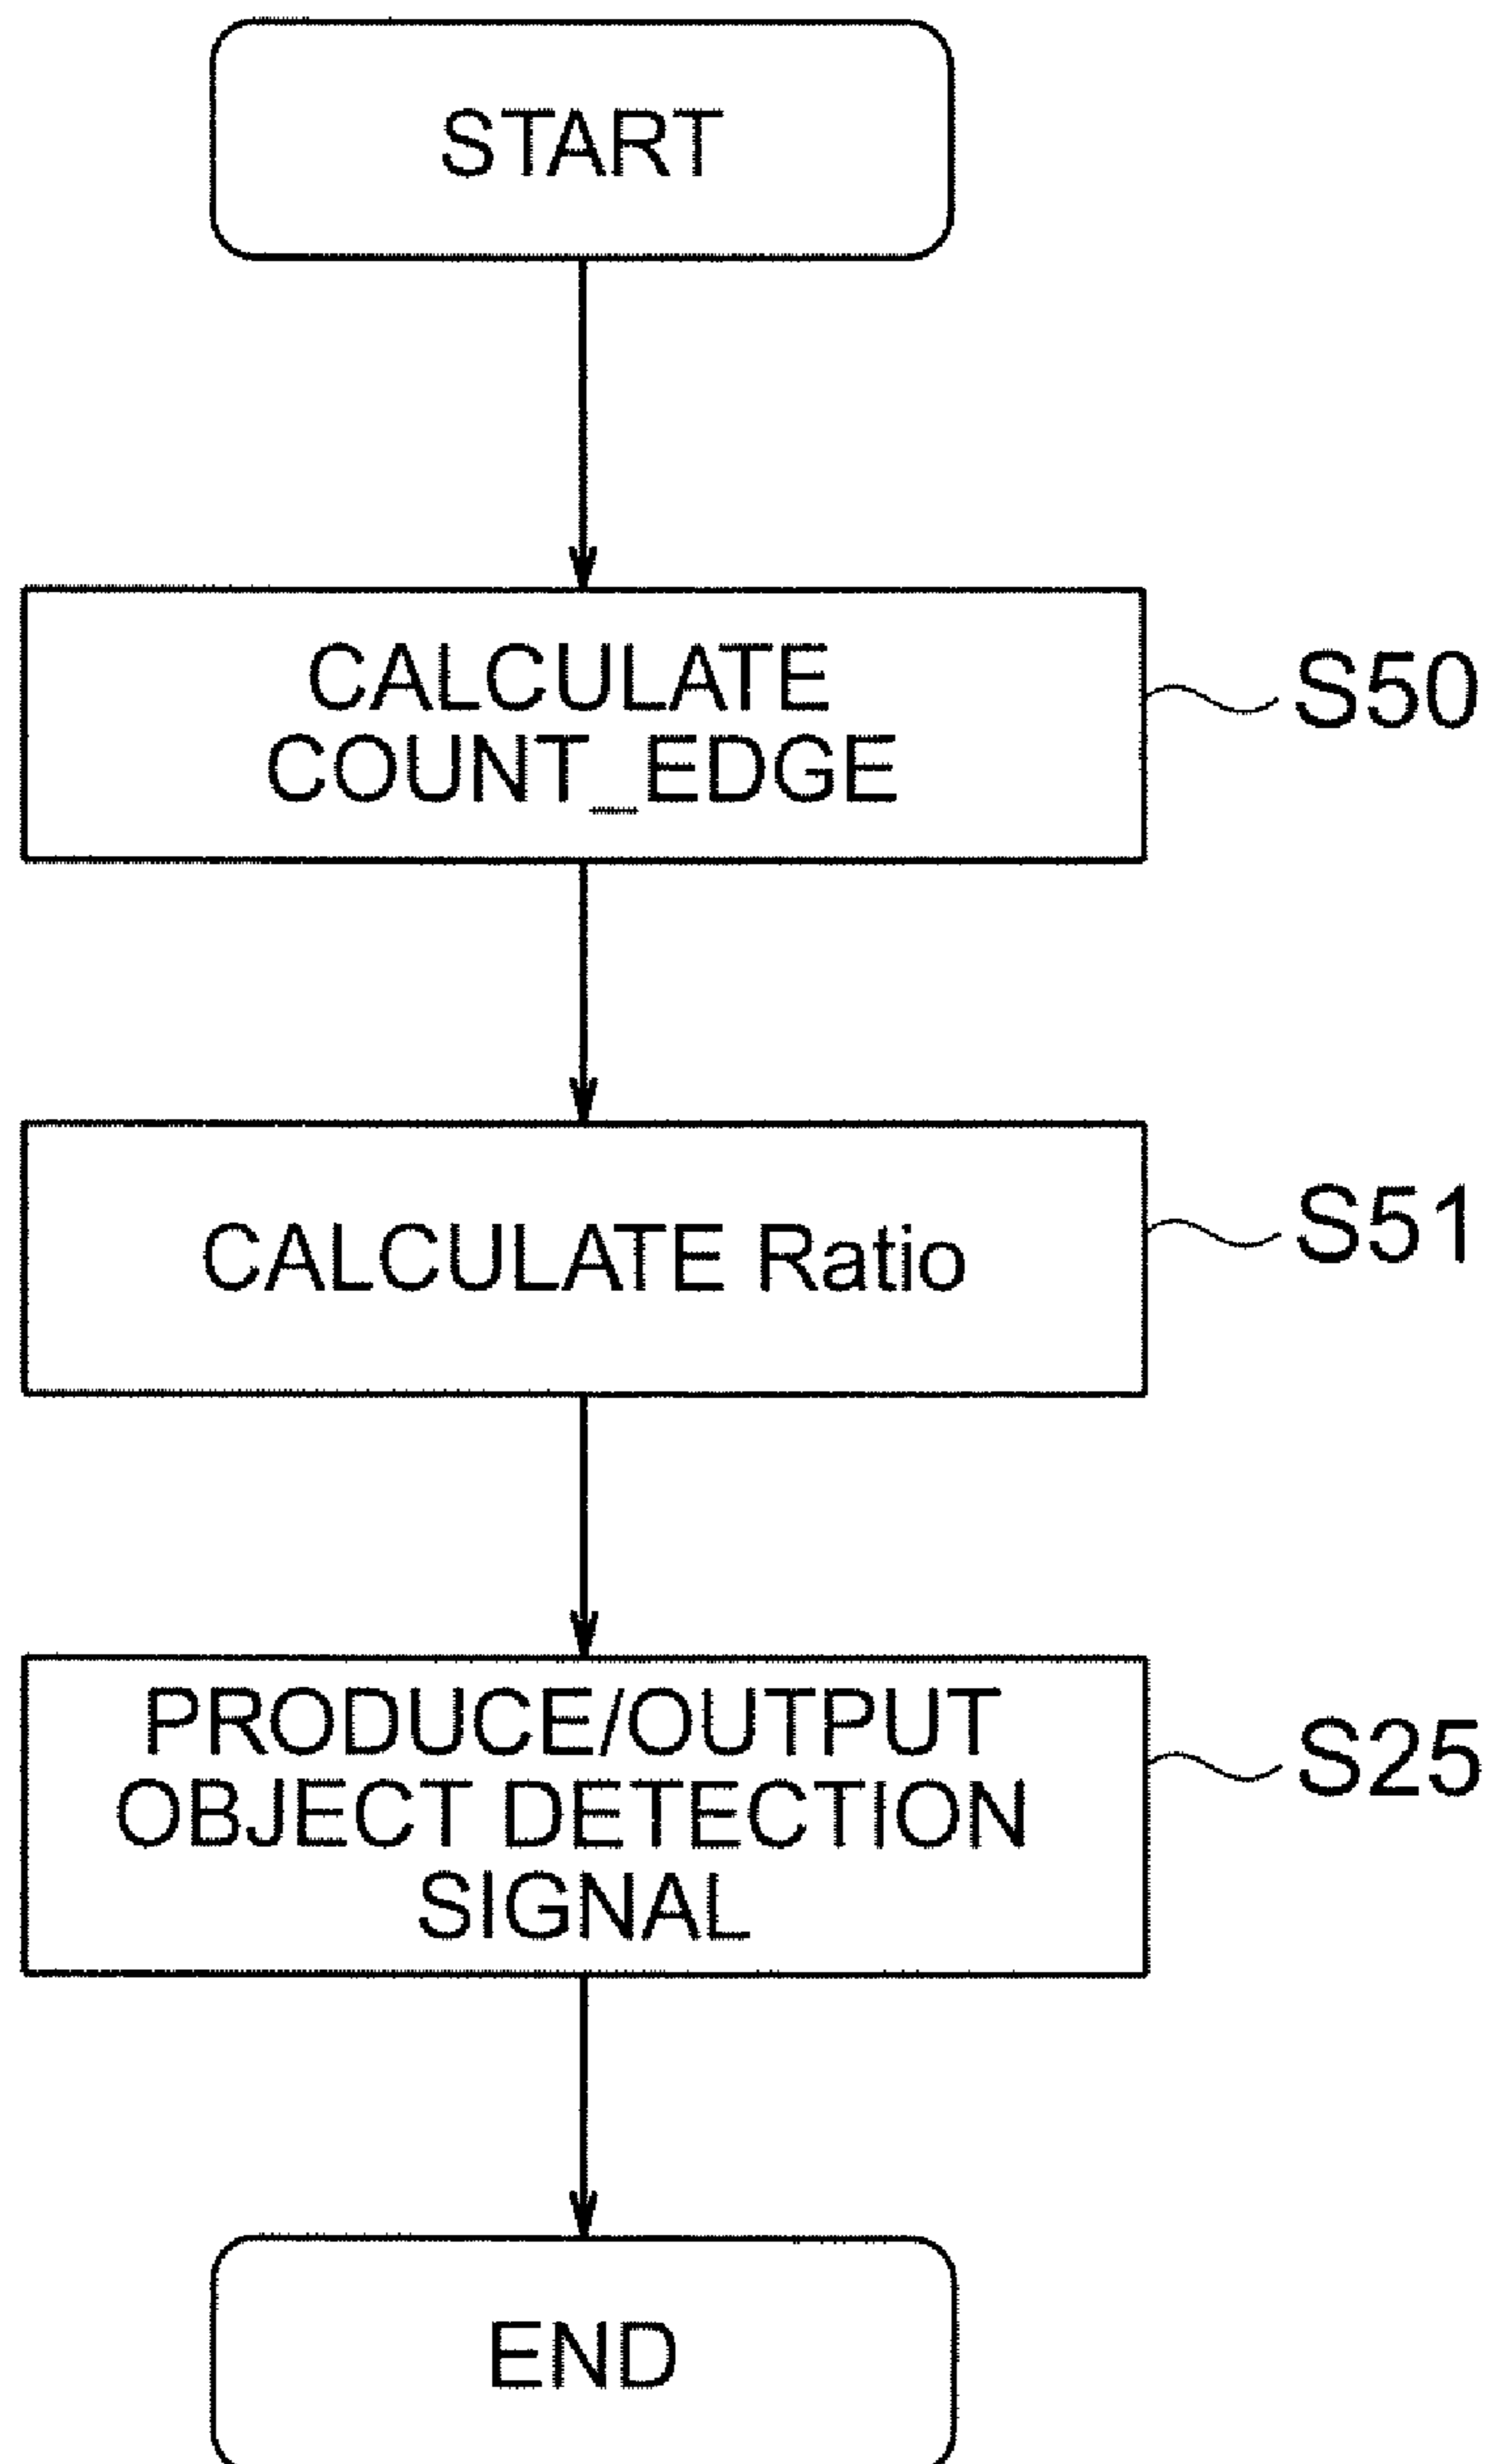 START
CALCULATE
COUNT_EDGE
S50
CALCULATE Ratio
S51
PRODUCE/OUTPUT
OBJECT DETECTION
SIGNAL
S25
END